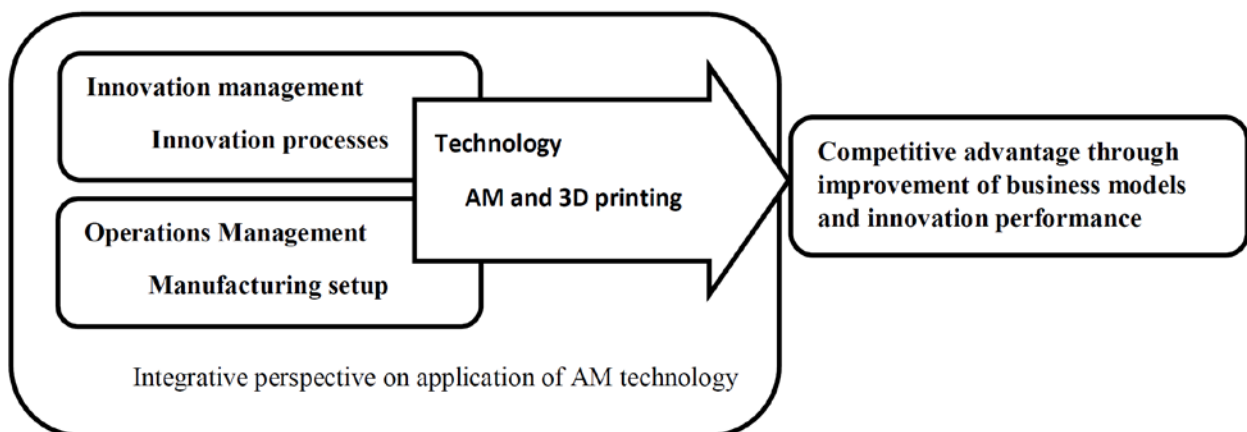 Innovation management
Innovation processes
Technology
AM and 3D printing
Operations Management
Manufacturing setup
Integrative perspective on application of AM technology
Competitive advantage through
improvement of business models
and innovation performance